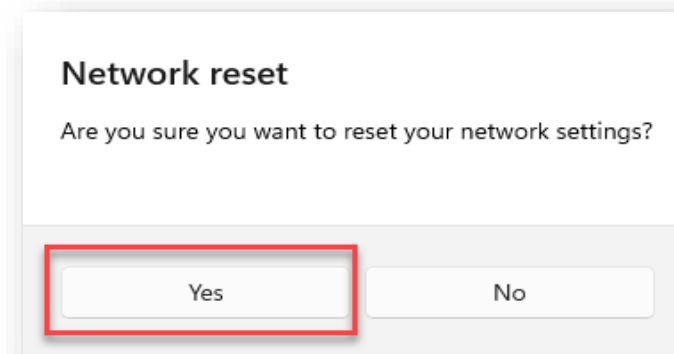 Network reset
Are you sure you want to reset your network settings?
Yes
No